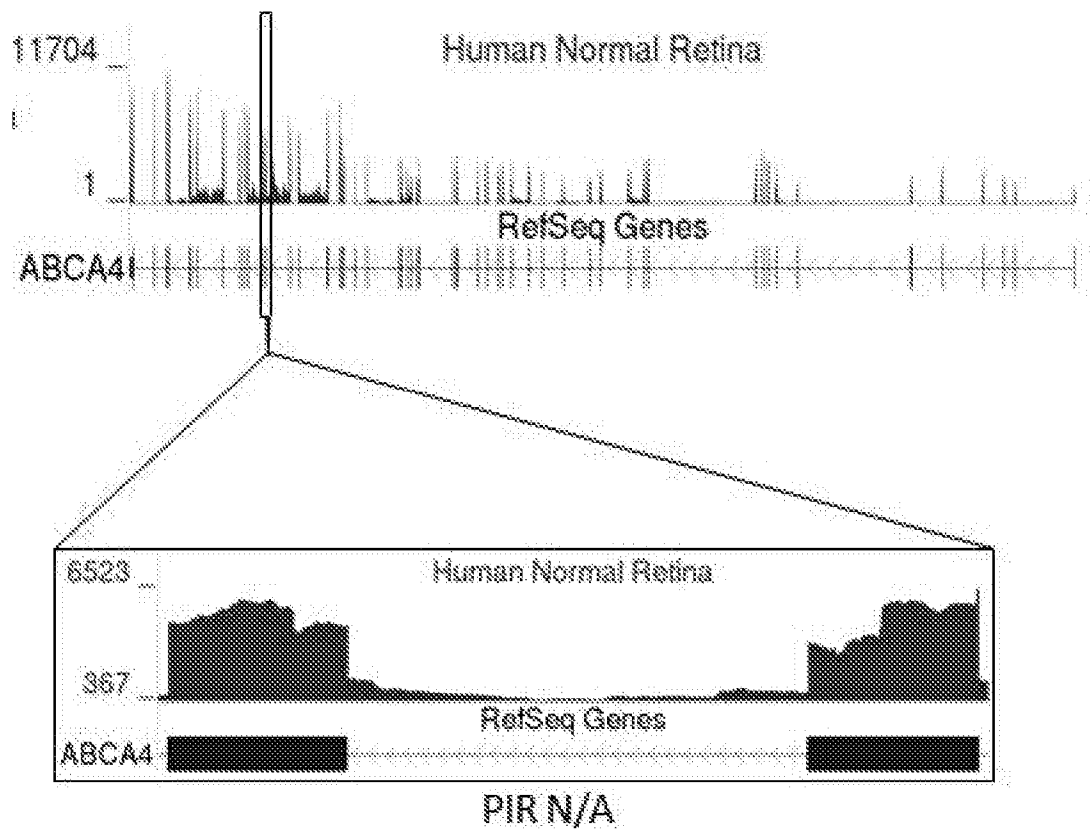 11704
Human Normal Retina
1
RefSeq Genes
ABCA4
6523
Human Normal Retina
367
RefSeq Genes
ABCA4
PIR N/A